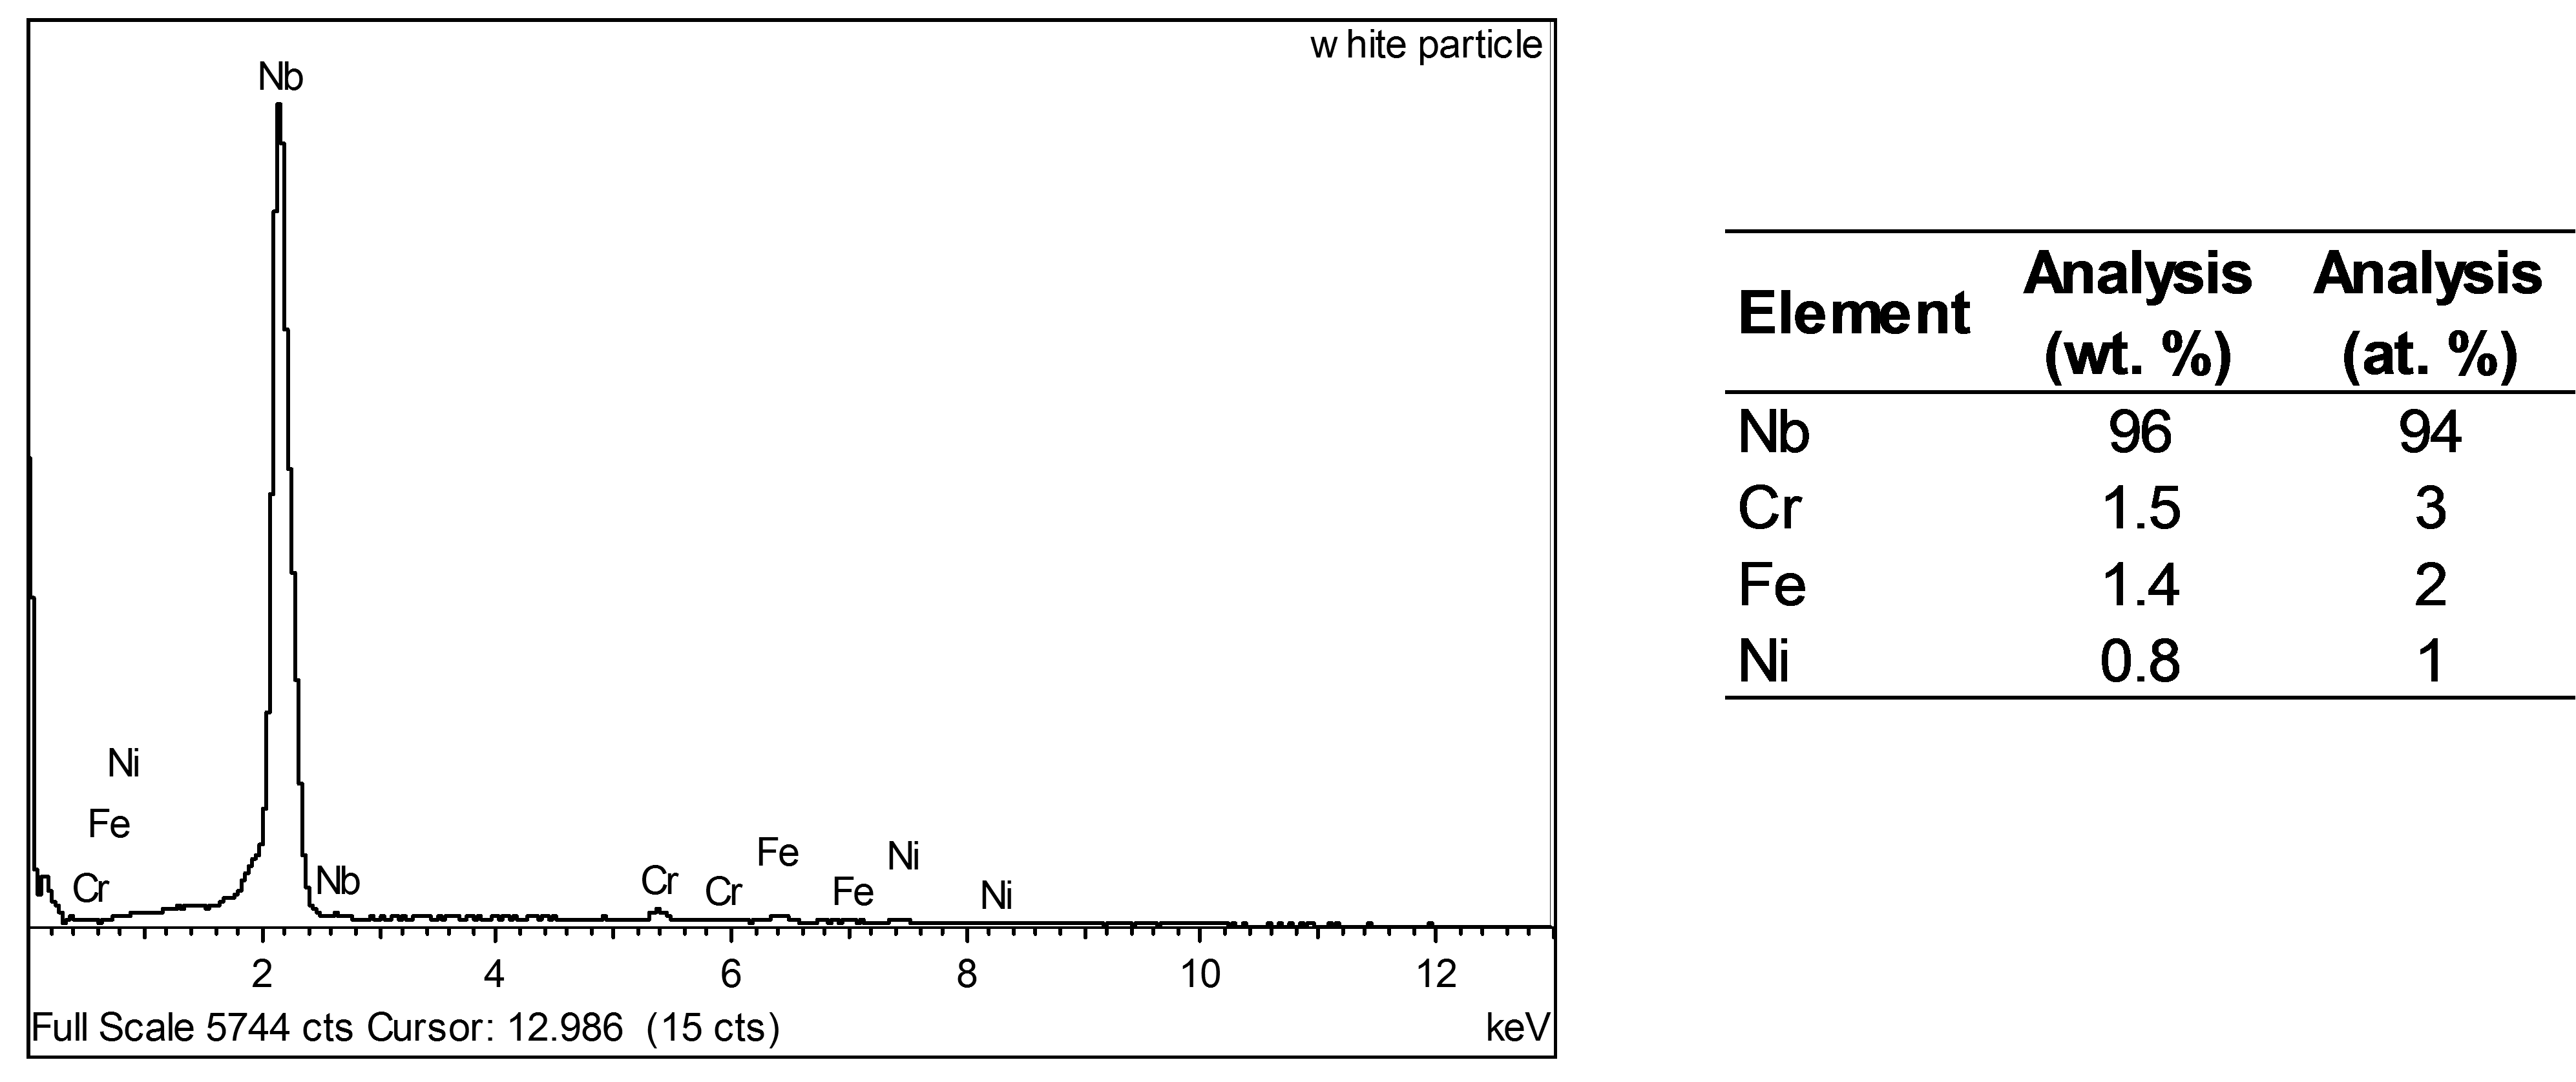 w hite particle
Nb
Ni
Fe
Cr
Nb
Cr
Cr
Fe
Fe
Ni
Ni
2 4 6 8 10 12
Full Scale 5744 cts Cursor: 12.986 (15 cts) keV
Element Analysis (wt. %) Analysis (at. %)
Nb 96 94
Cr 1.5 3
Fe 1.4 2
Ni 0.8 1